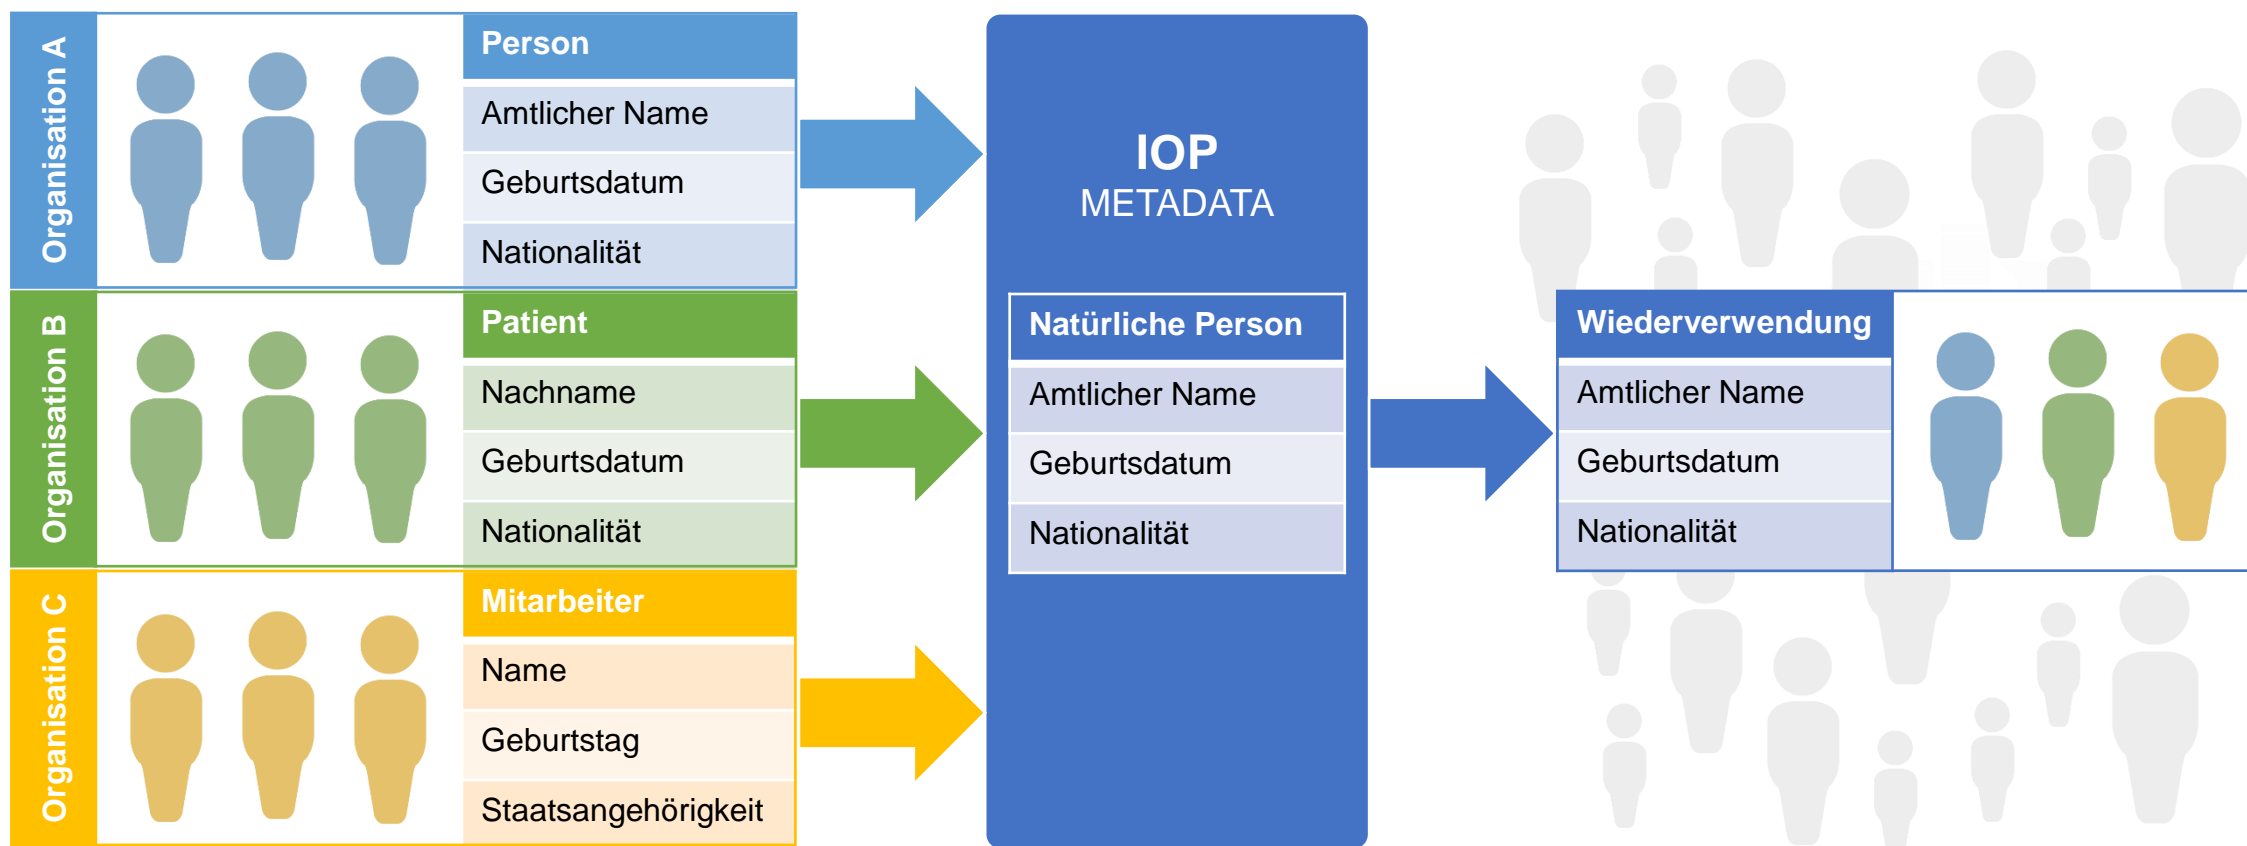 Organisation A
Person
Amtlicher Name
Geburtsdatum
Nationalität
Organisation B
Patient
Nachname
Geburtsdatum
Nationalität
Organisation C
Mitarbeiter
Name
Geburtstag
Staatsangehörigkeit
IOP
METADATA
Natürliche Person
Amtlicher Name
Geburtsdatum
Nationalität
Wiederverwendung
Amtlicher Name
Geburtsdatum
Nationalität